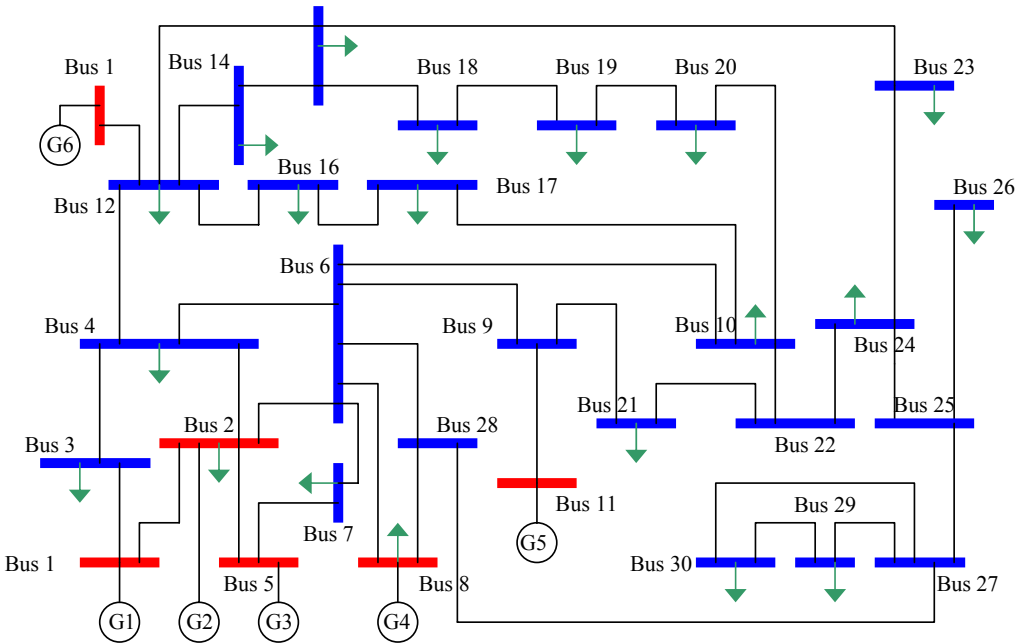 Bus 1
Bus 14
Bus 18
Bus 19
Bus 20
Bus 23
G6
Bus 16
Bus 17
Bus 12
Bus 26
Bus 6
Bus 4
Bus 9
Bus 10
Bus 24
Bus 2
Bus 28
Bus 21
Bus 22
Bus 25
Bus 3
Bus 7
Bus 11
Bus 29
Bus 1
Bus 5
Bus 8
G5
Bus 30
Bus 27
G1
G2
G3
G4